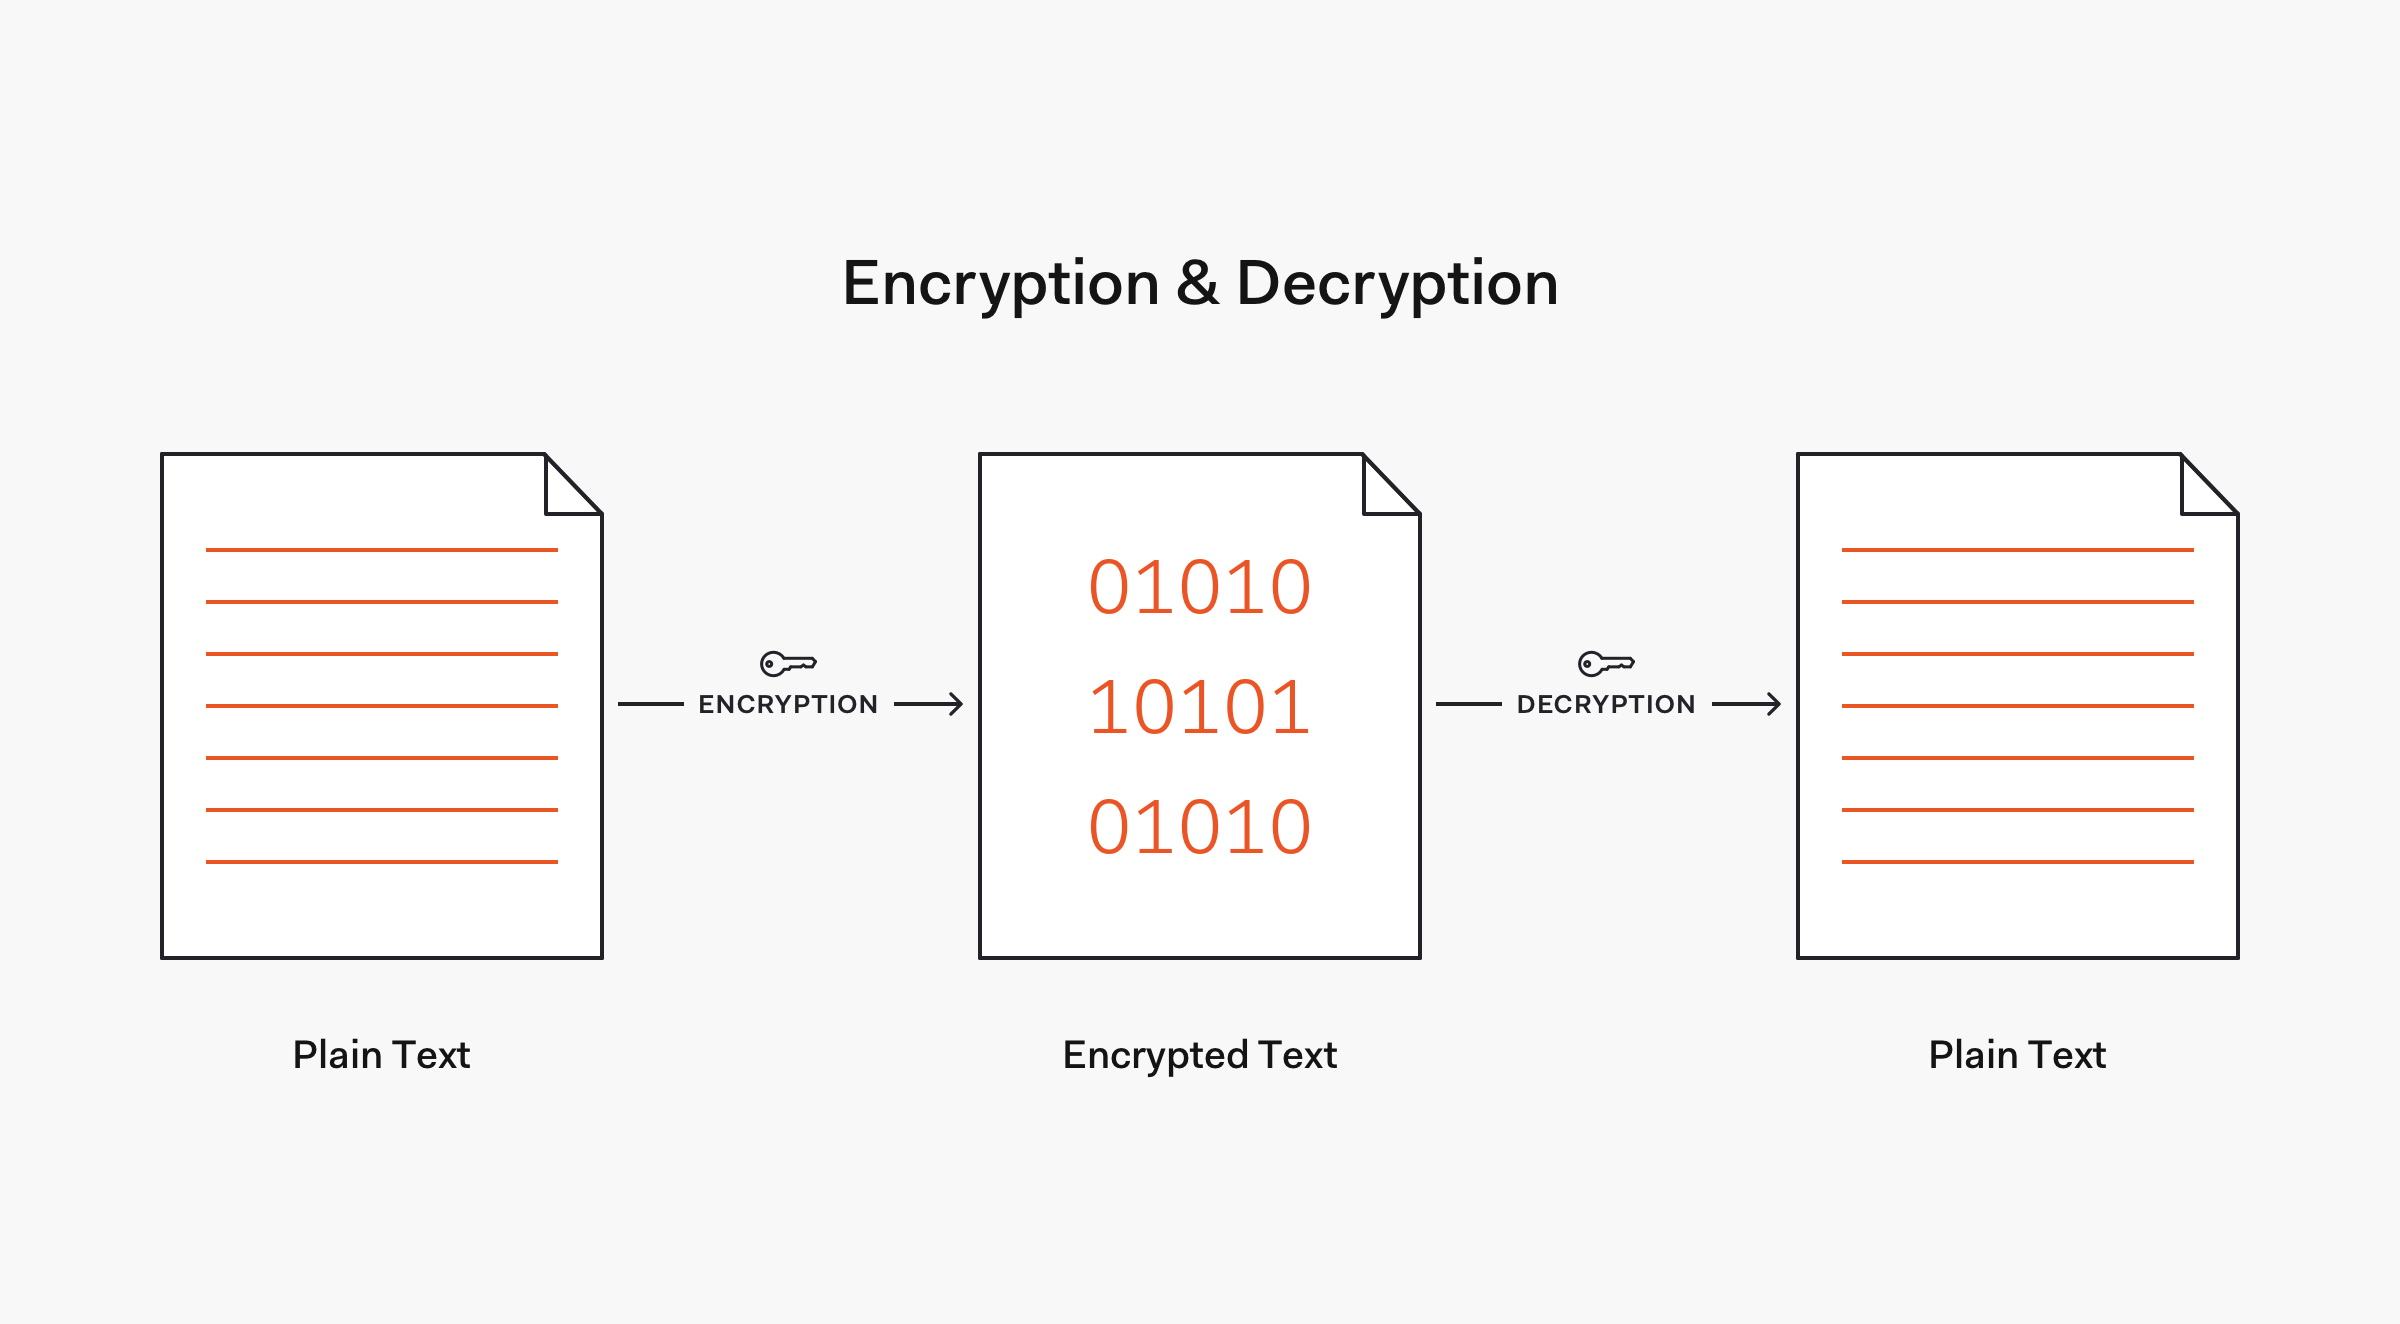 Encryption & Decryption
01010
ENCRYPTION
10101
DECRYPTION
01010
Plain Text
Encrypted Text
Plain Text